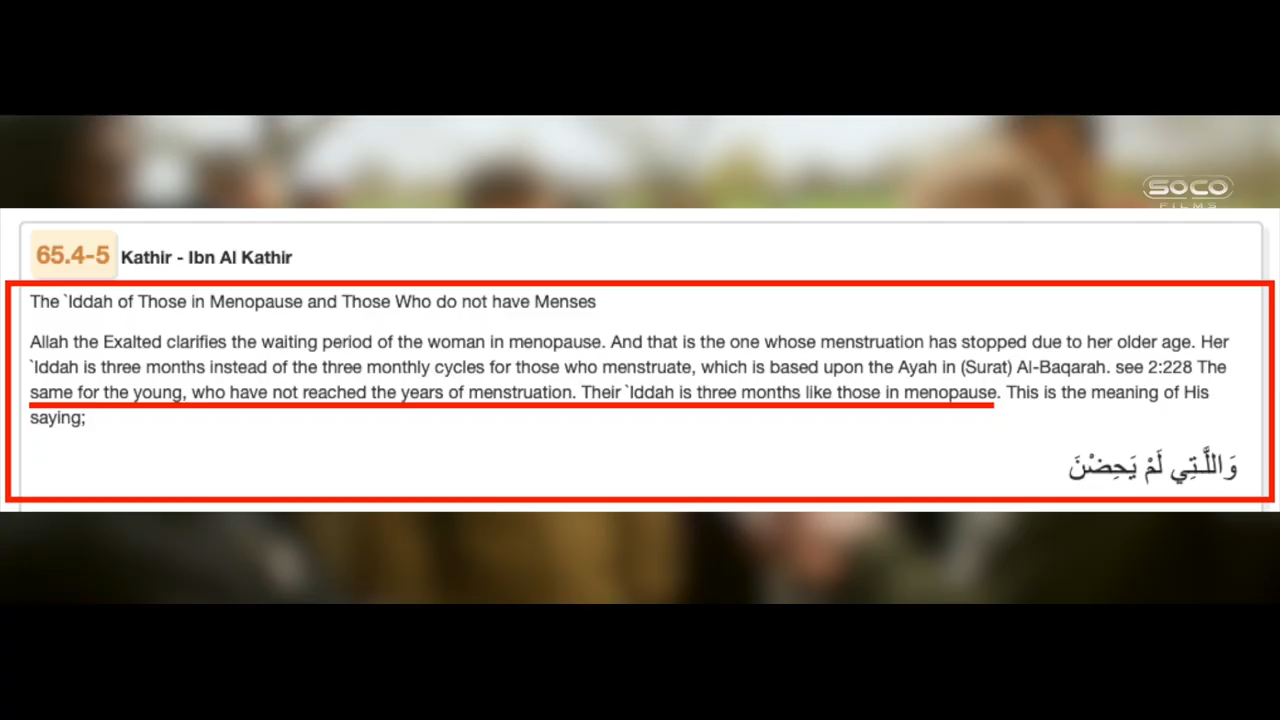 SOCO
FILMS
65.4-5 Kathir - Ibn Al Kathir
The `Iddah of Those in Menopause and Those Who do not have Menses
Allah the Exalted clarifies the waiting period of the woman in menopause. And that is the one whose menstruation has stopped due to her older age. Her
`Iddah is three months instead of the three monthly cycles for those who menstruate, which is based upon the Ayah in (Surat) Al-Baqarah. see 2:228 The
same for the young, who have not reached the years of menstruation. Their `Iddah is three months like those in menopause. This is the meaning of His
saying;
وَاللَّـتِي لَمْ يَحِضْنَ